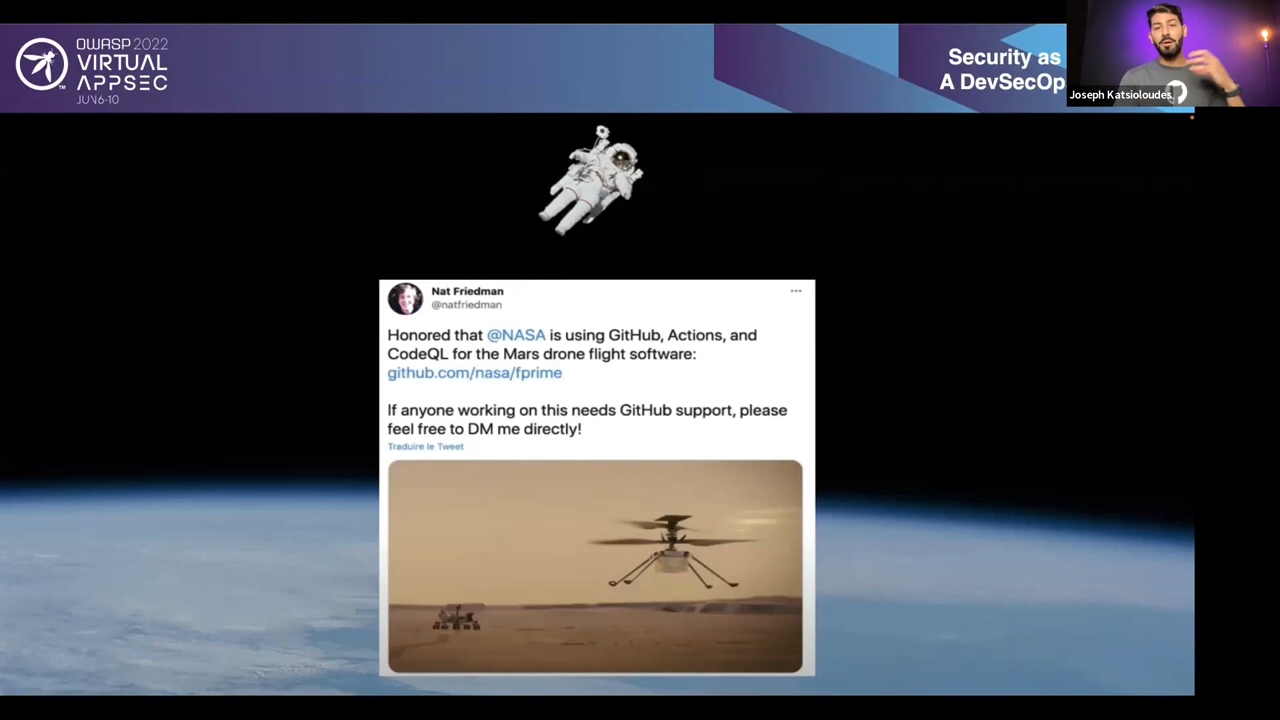 OWASP 2022
VIRTUAL
APPSEC
TM
JUN 6-10
Security as
A DevSecOp
Joseph Katsioloudes
Nat Friedman
@natfriedman
Honored that @NASA is using GitHub, Actions, and
CodeQL for the Mars drone flight software:
github.com/nasa/fprime
If anyone working on this needs GitHub support, please
feel free to DM me directly!
Traduire le Tweet